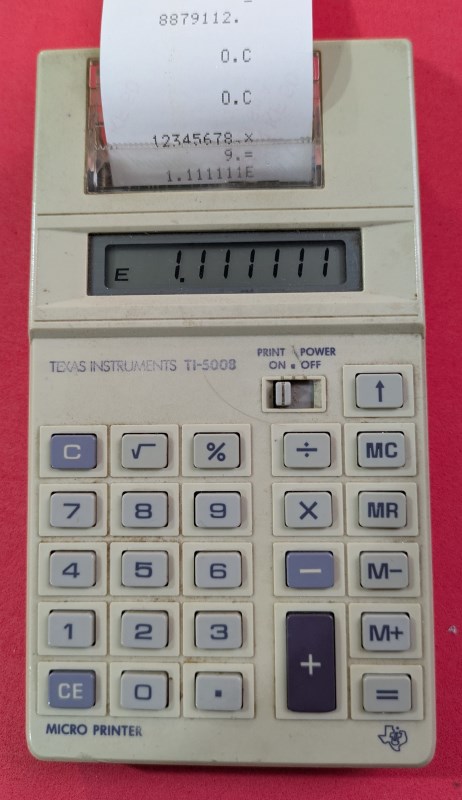 8879112.
0.C
0.C
12345678.X
9.=
1.111111E
E 1.111111
TEXAS INSTRUMENTS TI-5008
PRINT POWER
ON OFF
↑
C √ % ÷ MC
7 8 9 X MR
4 5 6 − M−
1 2 3 + M+
CE 0 . =
MICRO PRINTER